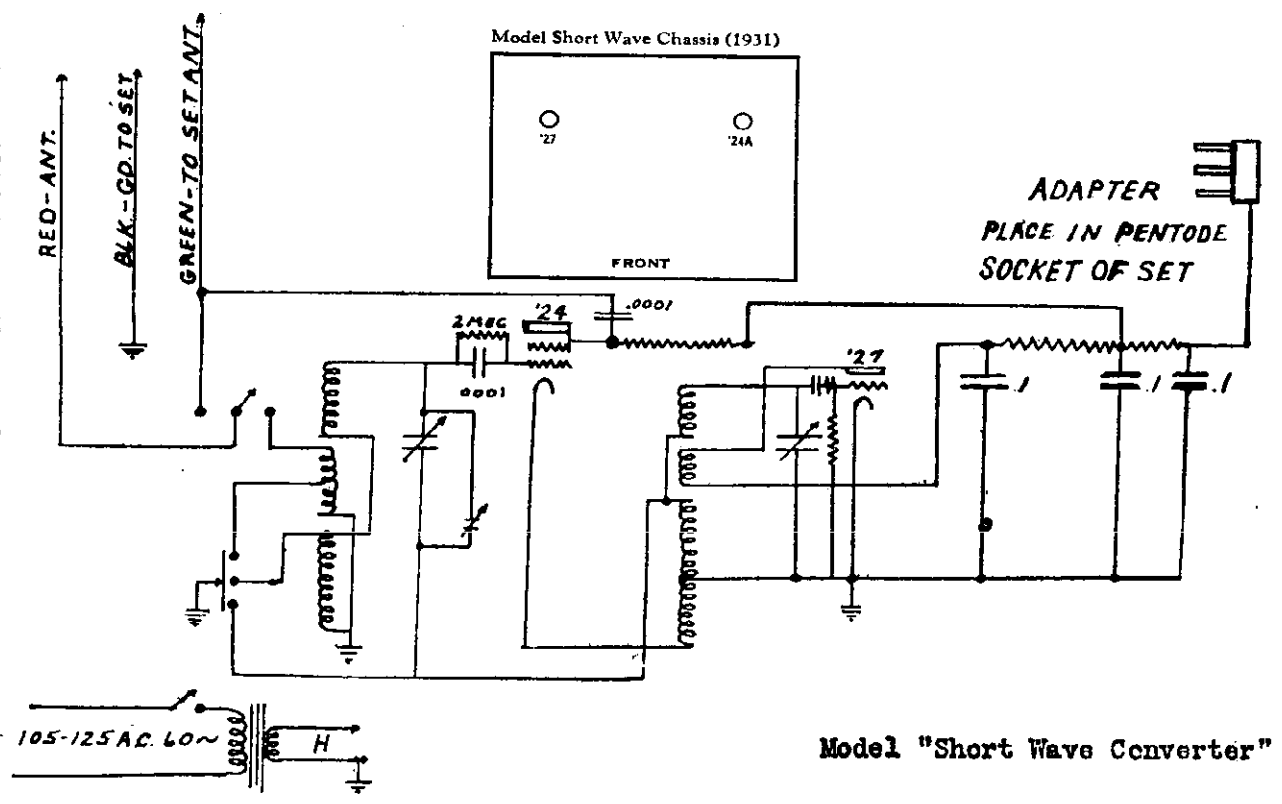 Model Short Wave Chassis (1931)
'27
'24A
FRONT
RED-ANT.
BLK.-GD. TO SET
GREEN-TO SET ANT.
ADAPTER
PLACE IN PENTODE
SOCKET OF SET
.0001
'24
2 MEG
.0001
'27
.1
.1
.1
105-125 A.C. 60~
H
Model "Short Wave Converter"